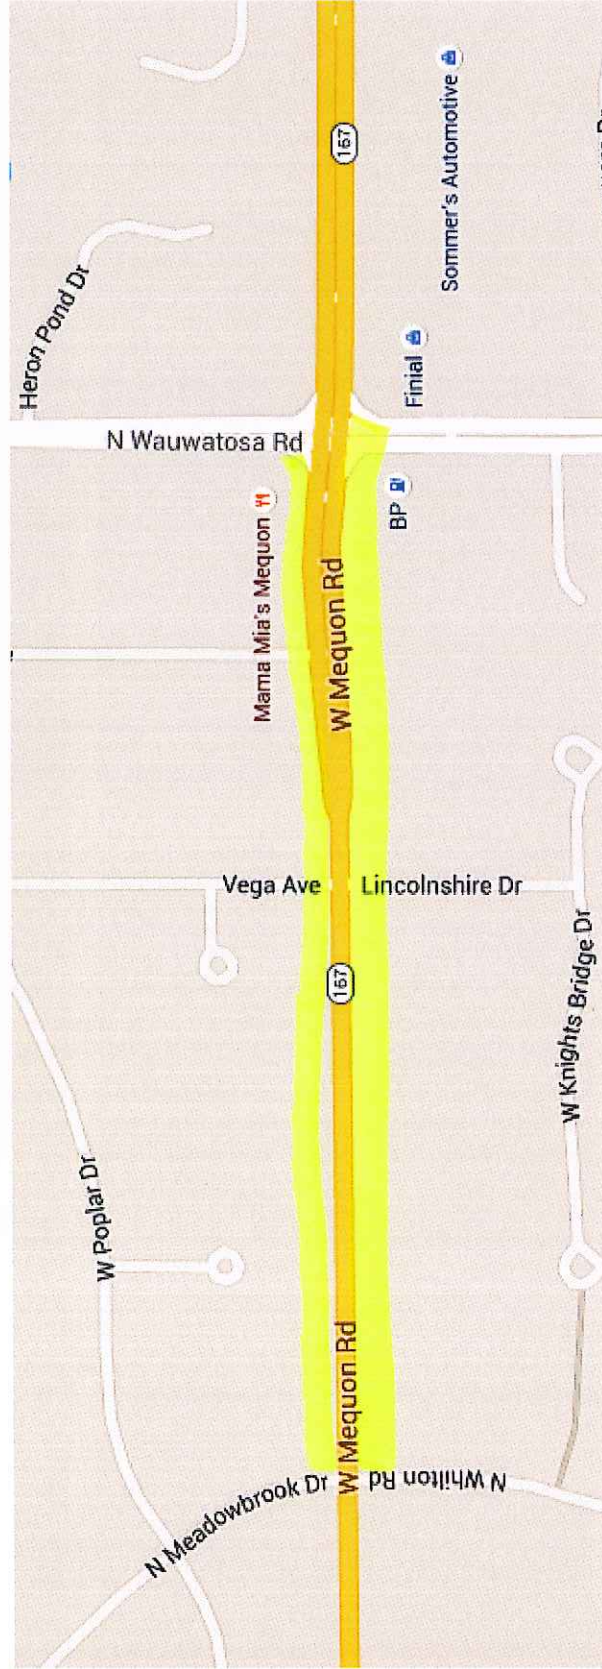 167
Sommer's Automotive
Heron Pond Dr
Finial
N Wauwatosa Rd
Mama Mia's Mequon
BP
W Mequon Rd
Vega Ave
Lincolnshire Dr
167
W Knights Bridge Dr
W Poplar Dr
W Mequon Rd
N Meadowbrook Dr
N Whilton Rd